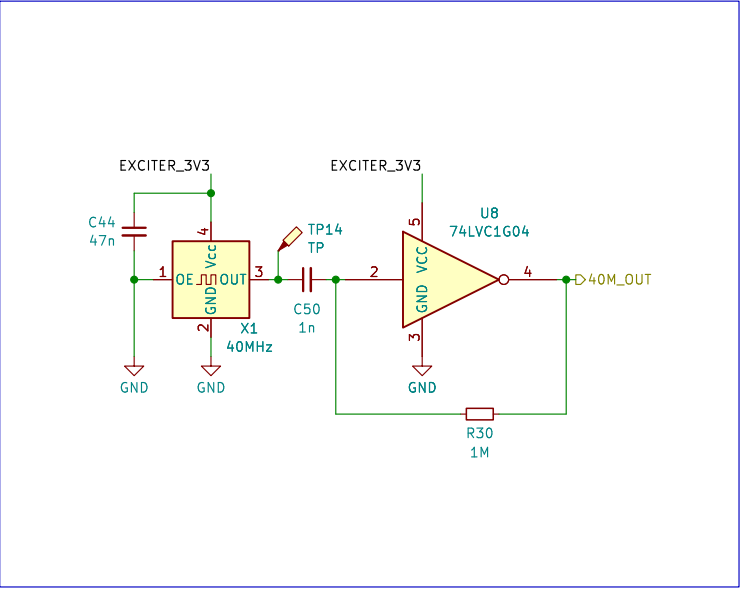 EXCITER_3V3
EXCITER_3V3
C44
47n
4
Vcc
1
OE
OUT
3
GND
2
X1
40MHz
GND
GND
TP14
TP
C50
1n
U8
74LVC1G04
5
VCC
2
4
GND
3
GND
40M_OUT
R30
1M